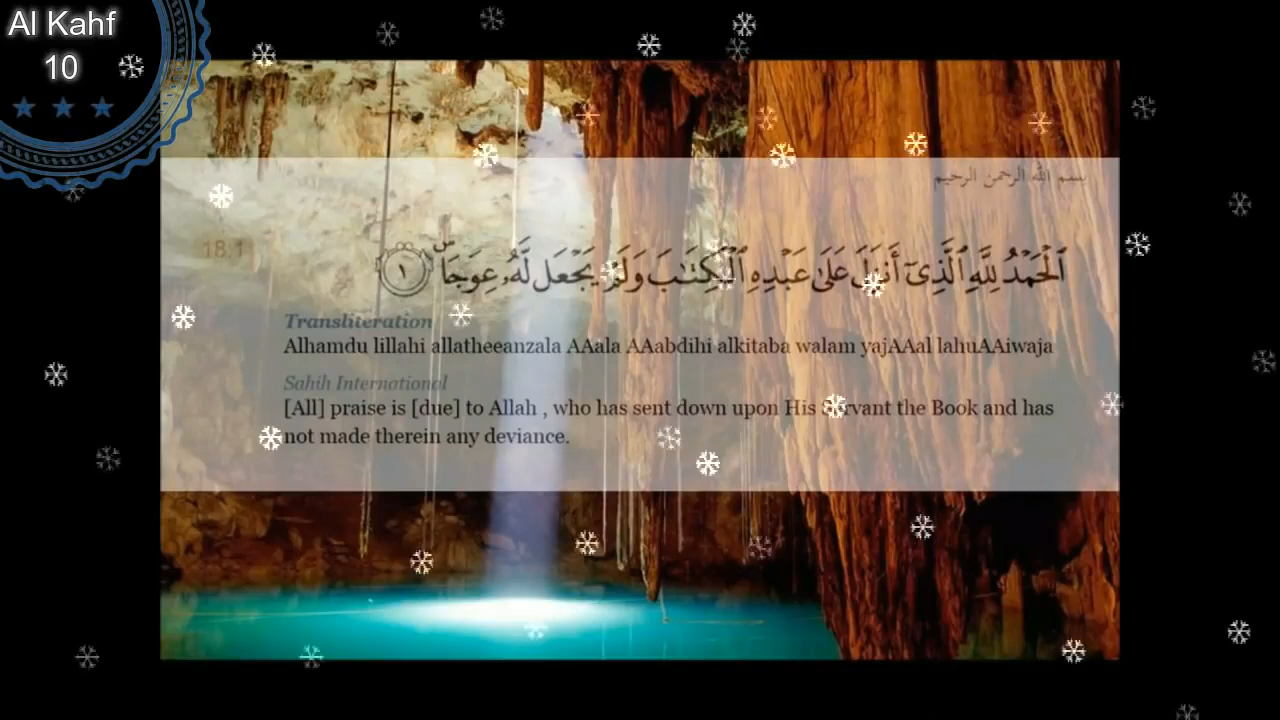 Al Kahf
10
بسم الله الرحمن الرحيم
18:1
ٱلْحَمْدُ لِلَّهِ ٱلَّذِىٓ أَنزَلَ عَلَىٰ عَبْدِهِ ٱلْكِتَٰبَ وَلَمْ يَجْعَل لَّهُۥ عِوَجَاۜ ١
Transliteration
Alhamdu lillahi allatheeanzala AAala AAabdihi alkitaba walam yajAAal lahuAAiwaja
Sahih International
[All] praise is [due] to Allah , who has sent down upon His Servant the Book and has
not made therein any deviance.